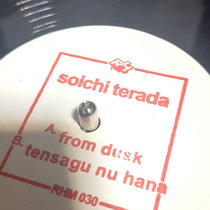 soichi terada
A. from dusk
B. tensagu nu hana
RHM 030